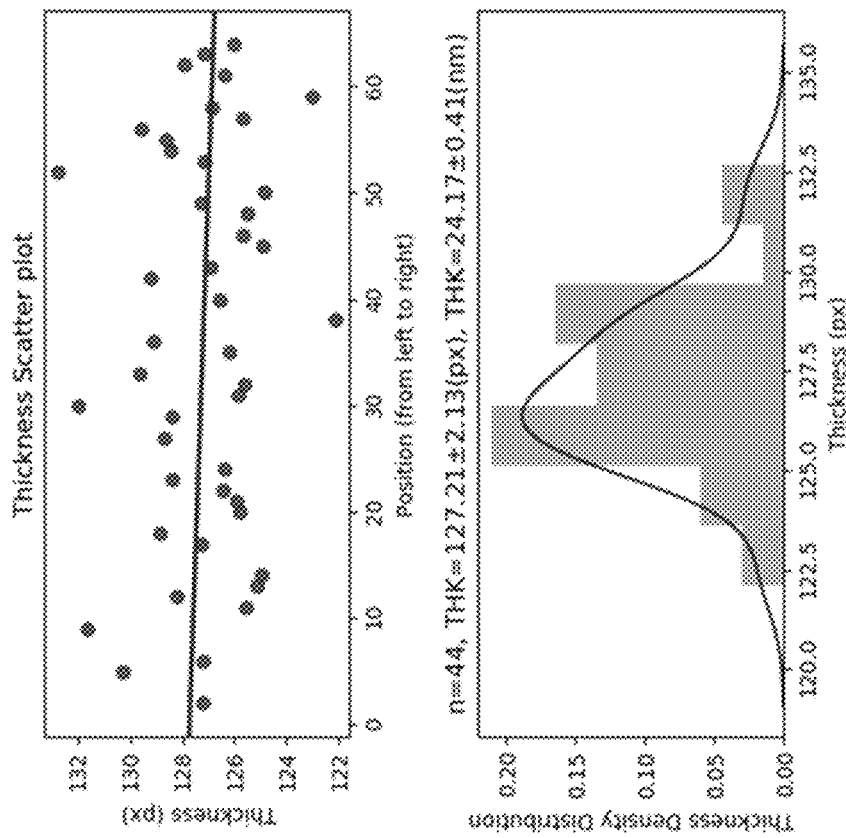 Thickness Scatter plot
Thickness (px)
132
130
128
126
124
122
0 10 20 30 40 50 60
Position (from left to right)
n=44, THK=127.21±2.13(px), THK=24.17±0.41(nm)
Thickness Density Distribution
0.20
0.15
0.10
0.05
0.00
120.0 122.5 125.0 127.5 130.0 132.5 135.0
Thickness (px)